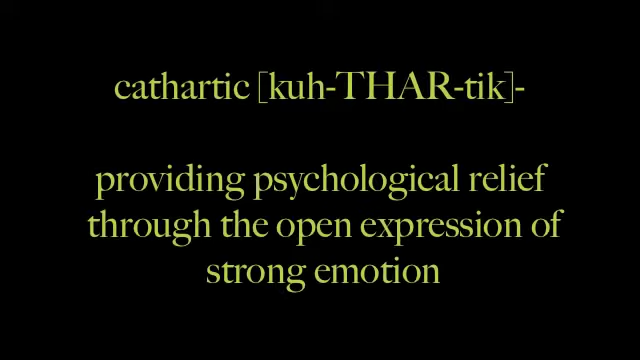 cathartic [kuh-THAR-tik]-
providing psychological relief
through the open expression of
strong emotion